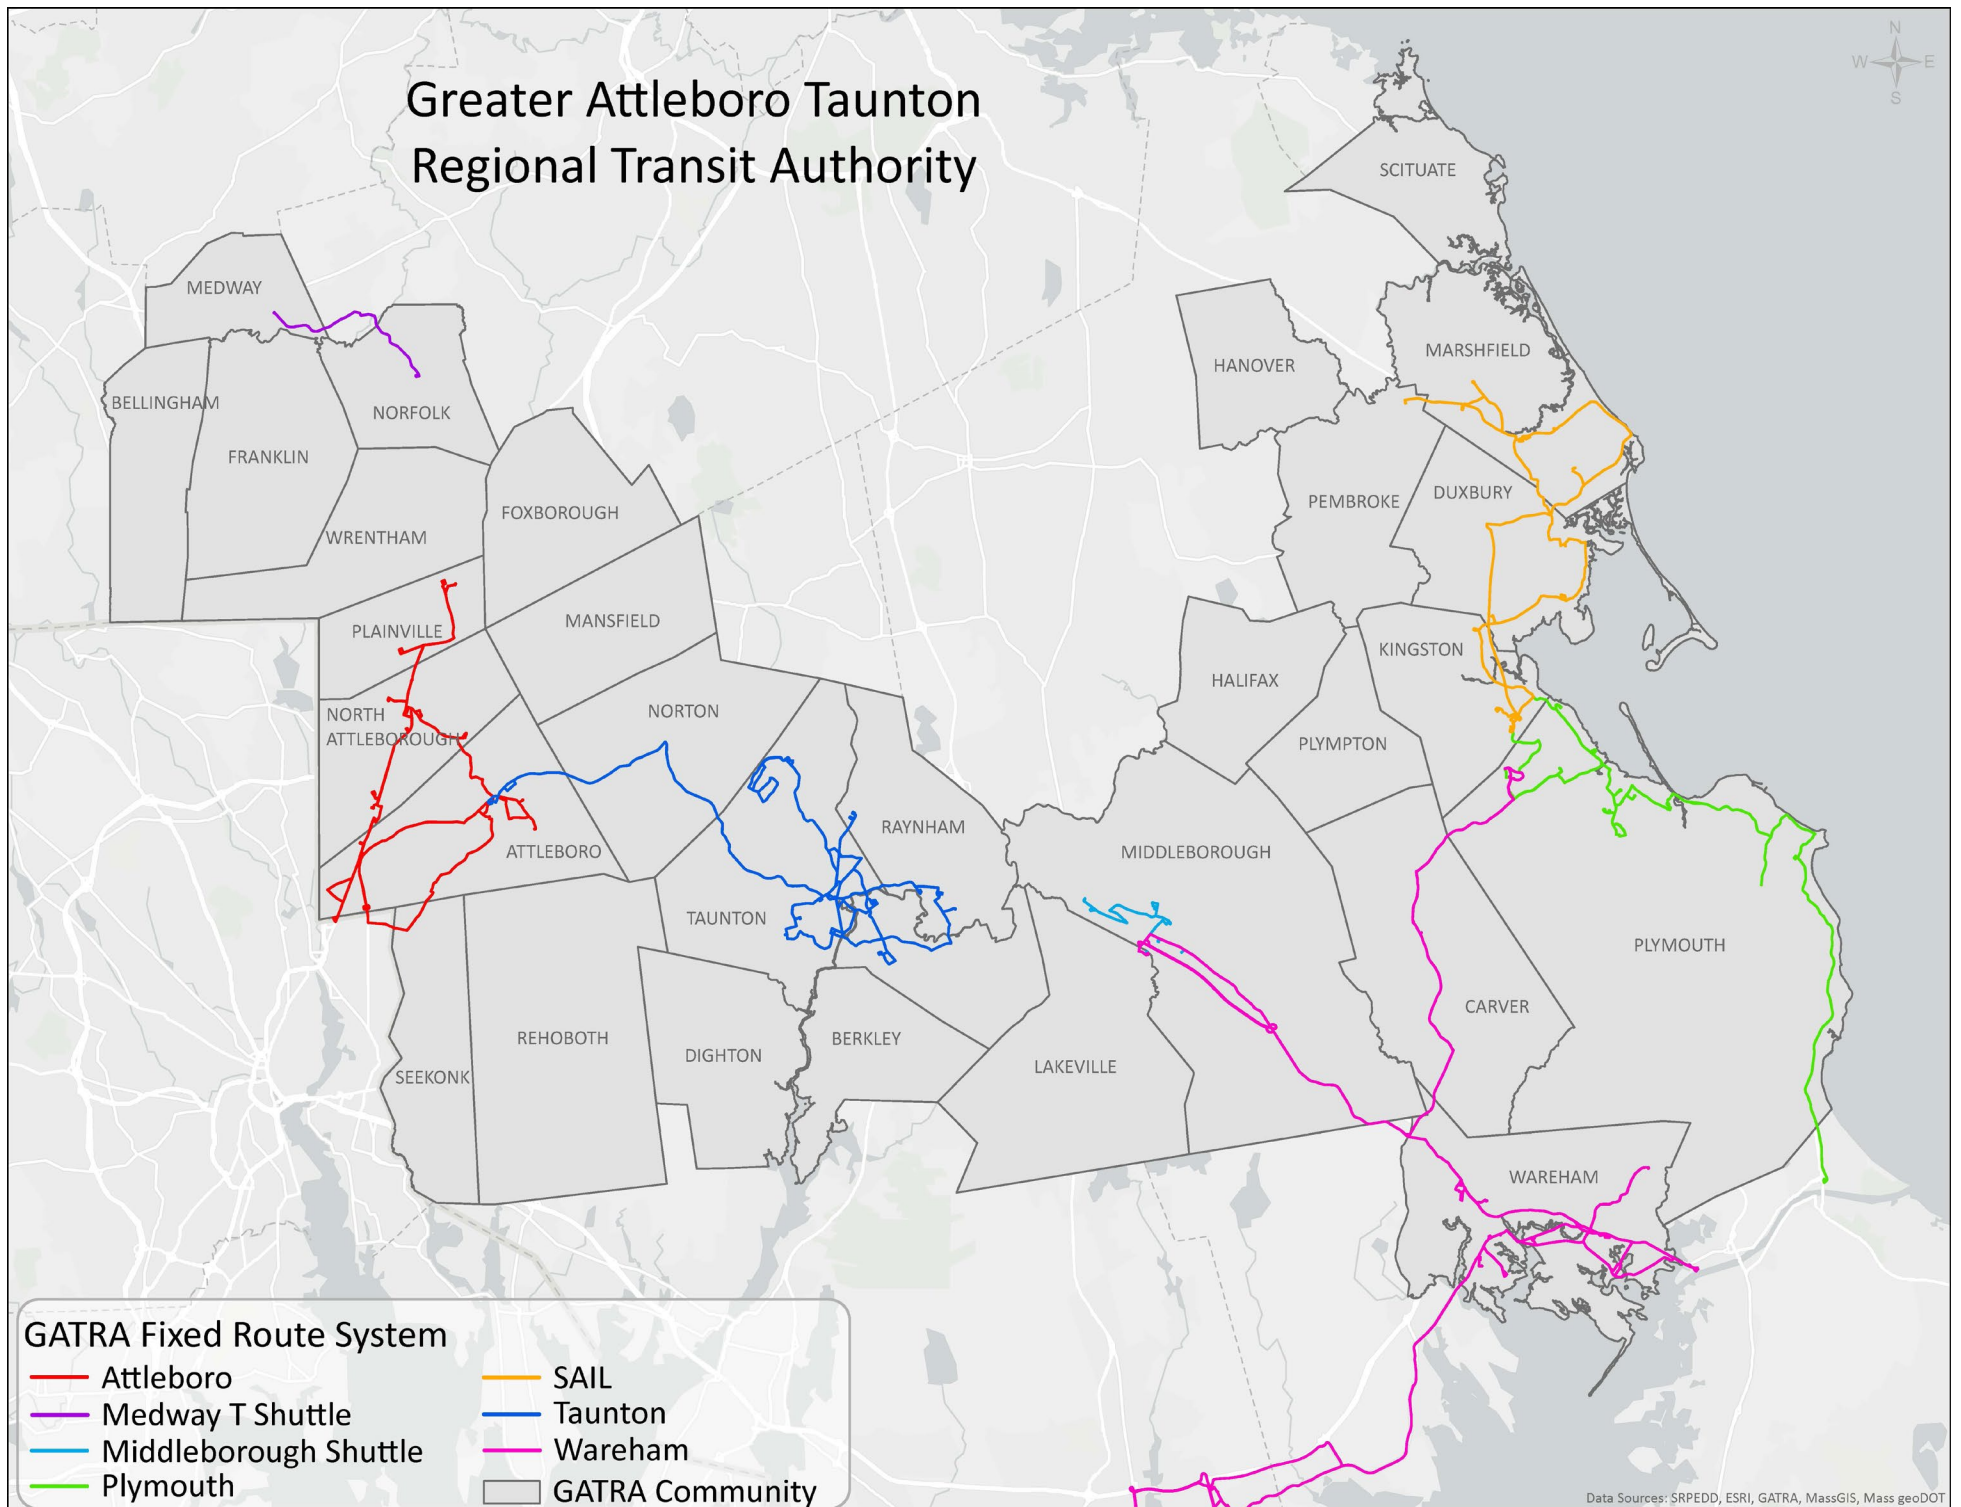 Greater Attleboro Taunton
Regional Transit Authority
N
W E
S
SCITUATE
MEDWAY
MARSHFIELD
HANOVER
BELLINGHAM
NORFOLK
FRANKLIN
DUXBURY
PEMBROKE
FOXBOROUGH
WRENTHAM
MANSFIELD
PLAINVILLE
KINGSTON
HALIFAX
NORTH
ATTLEBOROUGH
NORTON
PLYMPTON
RAYNHAM
ATTLEBORO
MIDDLEBOROUGH
TAUNTON
PLYMOUTH
CARVER
REHOBOTH
BERKLEY
DIGHTON
LAKEVILLE
SEEKONK
WAREHAM
GATRA Fixed Route System
Attleboro
Medway T Shuttle
Middleborough Shuttle
Plymouth
SAIL
Taunton
Wareham
GATRA Community
Data Sources: SRPEDD, ESRI, GATRA, MassGIS, Mass geoDOT